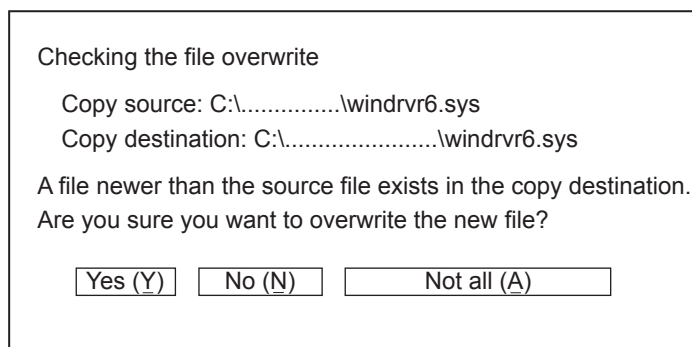 Checking the file overwrite
Copy source: C:\...............\windrvr6.sys
Copy destination: C:\.......................\windrvr6.sys
A file newer than the source file exists in the copy destination.
Are you sure you want to overwrite the new file?
Yes (Y) No (N) Not all (A)